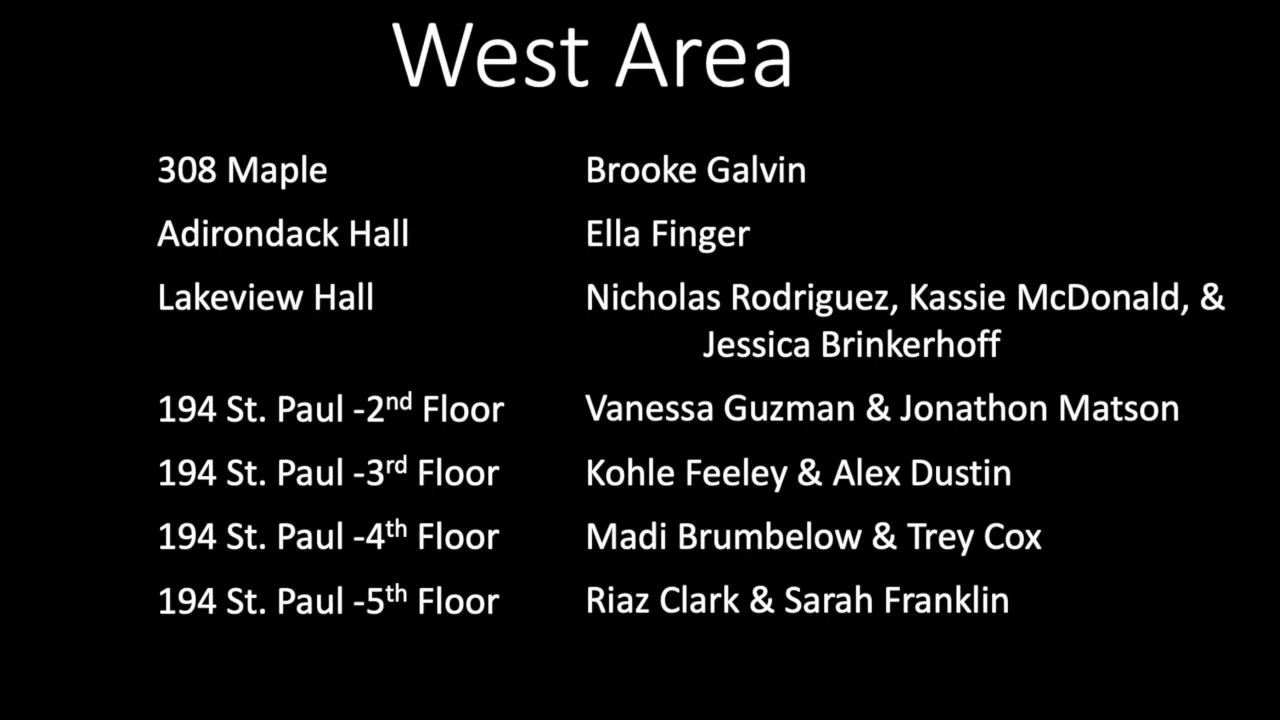 West Area
308 Maple Brooke Galvin
Adirondack Hall Ella Finger
Lakeview Hall Nicholas Rodriguez, Kassie McDonald, &
Jessica Brinkerhoff
194 St. Paul -2nd Floor Vanessa Guzman & Jonathon Matson
194 St. Paul -3rd Floor Kohle Feeley & Alex Dustin
194 St. Paul -4th Floor Madi Brumbelow & Trey Cox
194 St. Paul -5th Floor Riaz Clark & Sarah Franklin